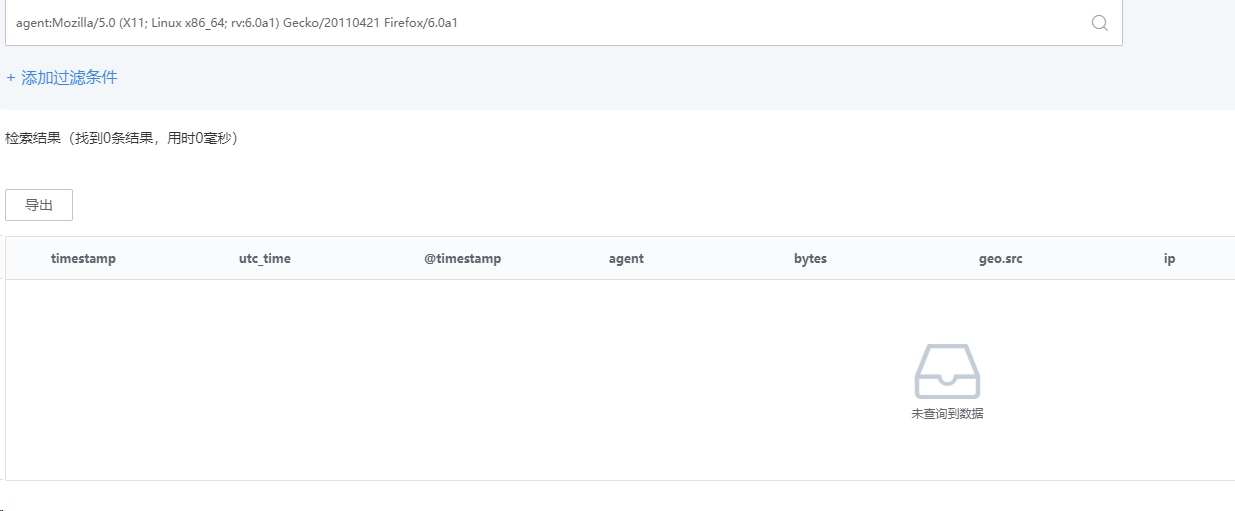 agent:Mozilla/5.0 (X11; Linux x86_64; rv:6.0a1) Gecko/20110421 Firefox/6.0a1
+ 添加过滤条件
检索结果（找到0条结果，用时0毫秒）
导出
timestamp utc_time @timestamp agent bytes geo.src ip
未查询到数据